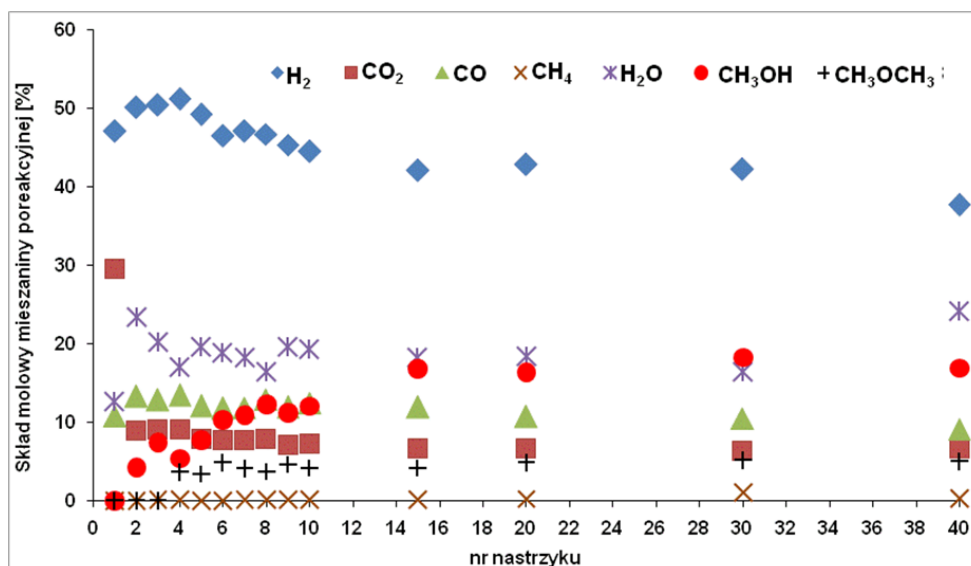 Skład molowy mieszaniny poreakcyjnej [%]
60
50
40
30
20
10
0
H₂ CO₂ CO CH₄ H₂O CH₃OH CH₃OCH₃
0 2 4 6 8 10 12 14 16 18 20 22 24 26 28 30 32 34 36 38 40
nr nastrzyku